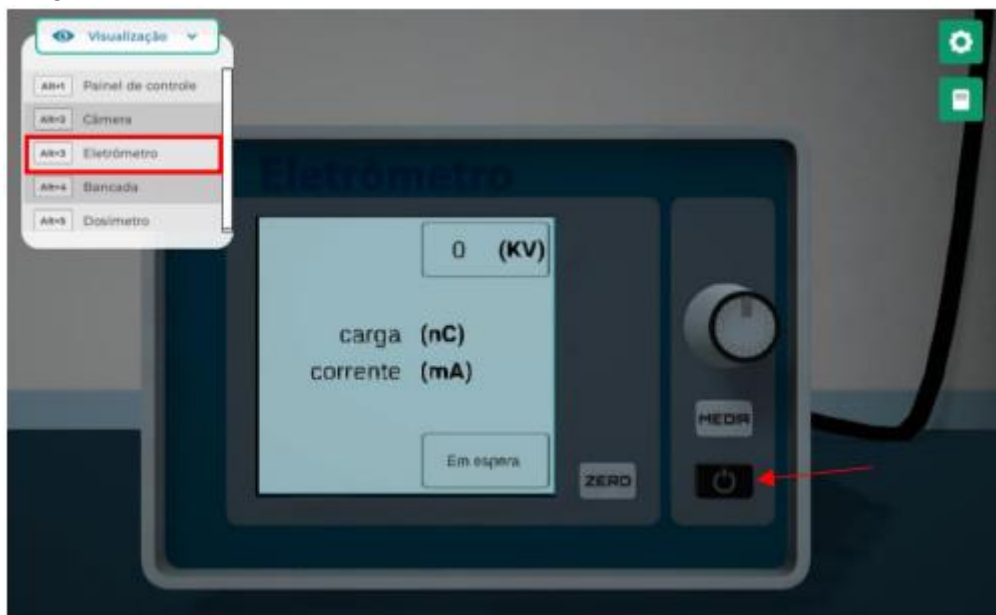 Visualização
Alt+1 Painel de controle
Alt+2 Câmera
Alt+3 Eletrômetro
Alt+4 Bancada
Alt+5 Dosímetro
Eletrômetro
0 (KV)
carga (nC)
corrente (mA)
MEDIR
Em espera
ZERO